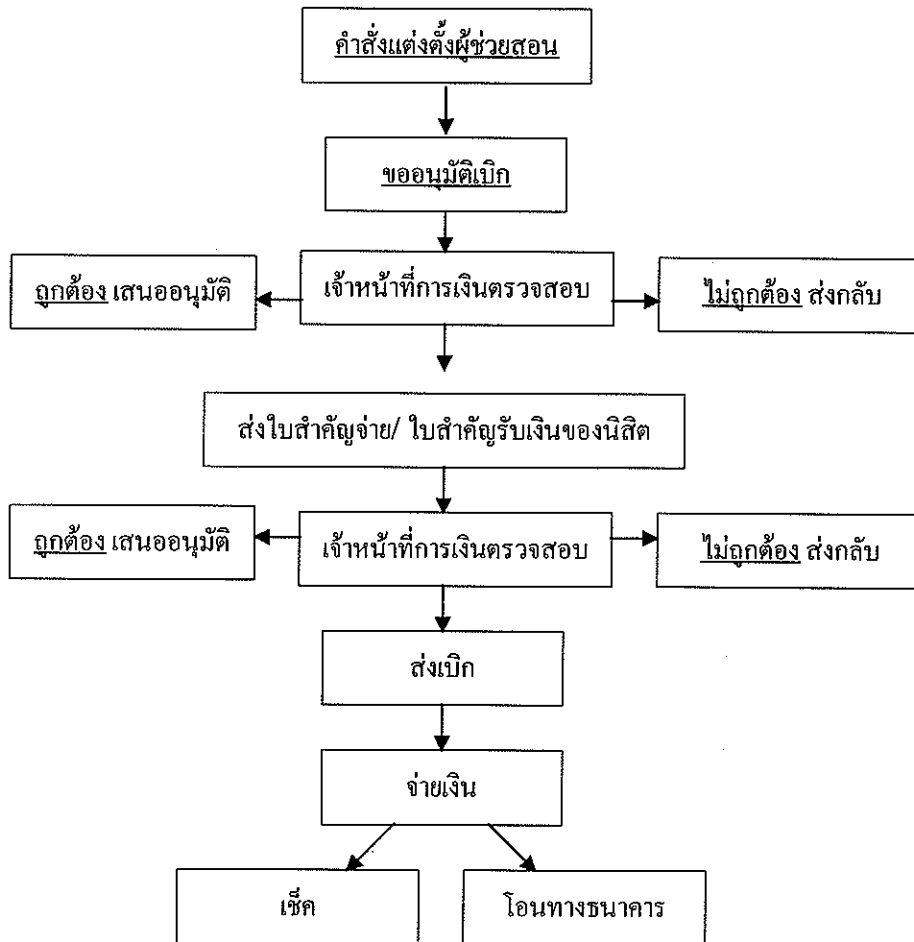 คำสั่งแต่งตั้งผู้ช่วยสอน
ขออนุมัติเบิก
ถูกต้อง เสนออนุมัติ
เจ้าหน้าที่การเงินตรวจสอบ
ไม่ถูกต้อง ส่งกลับ
ส่งใบสำคัญจ่าย/ ใบสำคัญรับเงินของนิสิต
ถูกต้อง เสนออนุมัติ
เจ้าหน้าที่การเงินตรวจสอบ
ไม่ถูกต้อง ส่งกลับ
ส่งเบิก
จ่ายเงิน
เช็ค
โอนทางธนาคาร